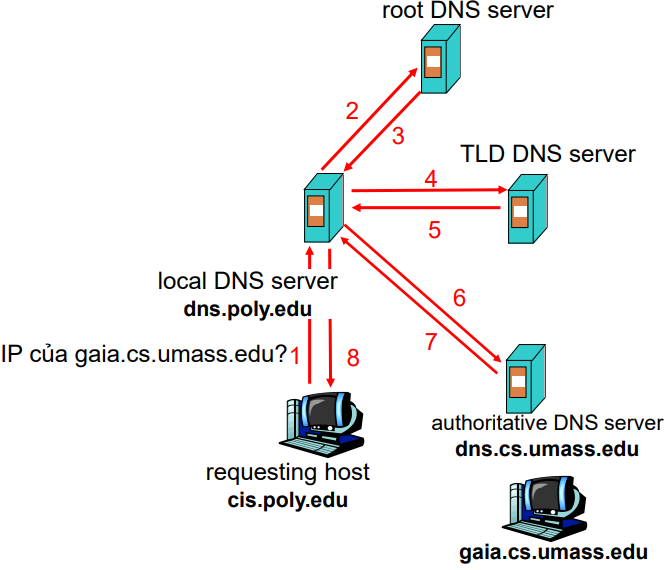 root DNS server
2
3
TLD DNS server
4
5
local DNS server
dns.poly.edu
6
7
IP của gaia.cs.umass.edu?
1
8
authoritative DNS server
dns.cs.umass.edu
requesting host
cis.poly.edu
gaia.cs.umass.edu